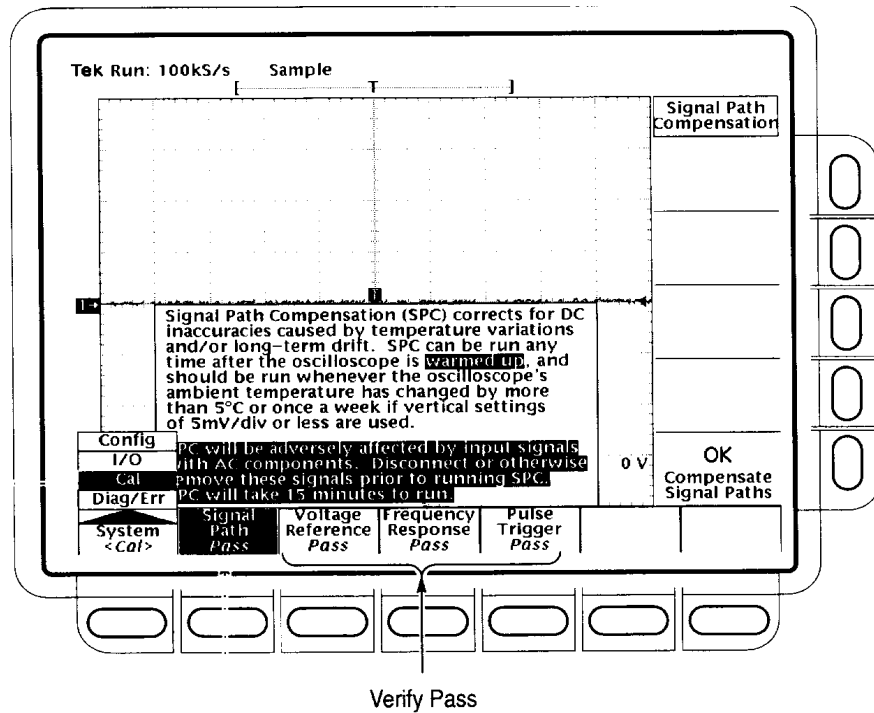 Tek Run: 100kS/s Sample
[ T ]
Signal Path
Compensation
T
1→
Signal Path Compensation (SPC) corrects for DC
inaccuracies caused by temperature variations
and/or long-term drift. SPC can be run any
time after the oscilloscope is warmed up, and
should be run whenever the oscilloscope's
ambient temperature has changed by more
than 5°C or once a week if vertical settings
of 5mV/div or less are used.
PC will be adversely affected by input signals
with AC components. Disconnect or otherwise
emove these signals prior to running SPC.
PC will take 15 minutes to run.
0 V
OK
Compensate
Signal Paths
Config
I/O
Cal
Diag/Err
System
<Cal>
Signal
Path
Pass
Voltage
Reference
Pass
Frequency
Response
Pass
Pulse
Trigger
Pass
Verify Pass